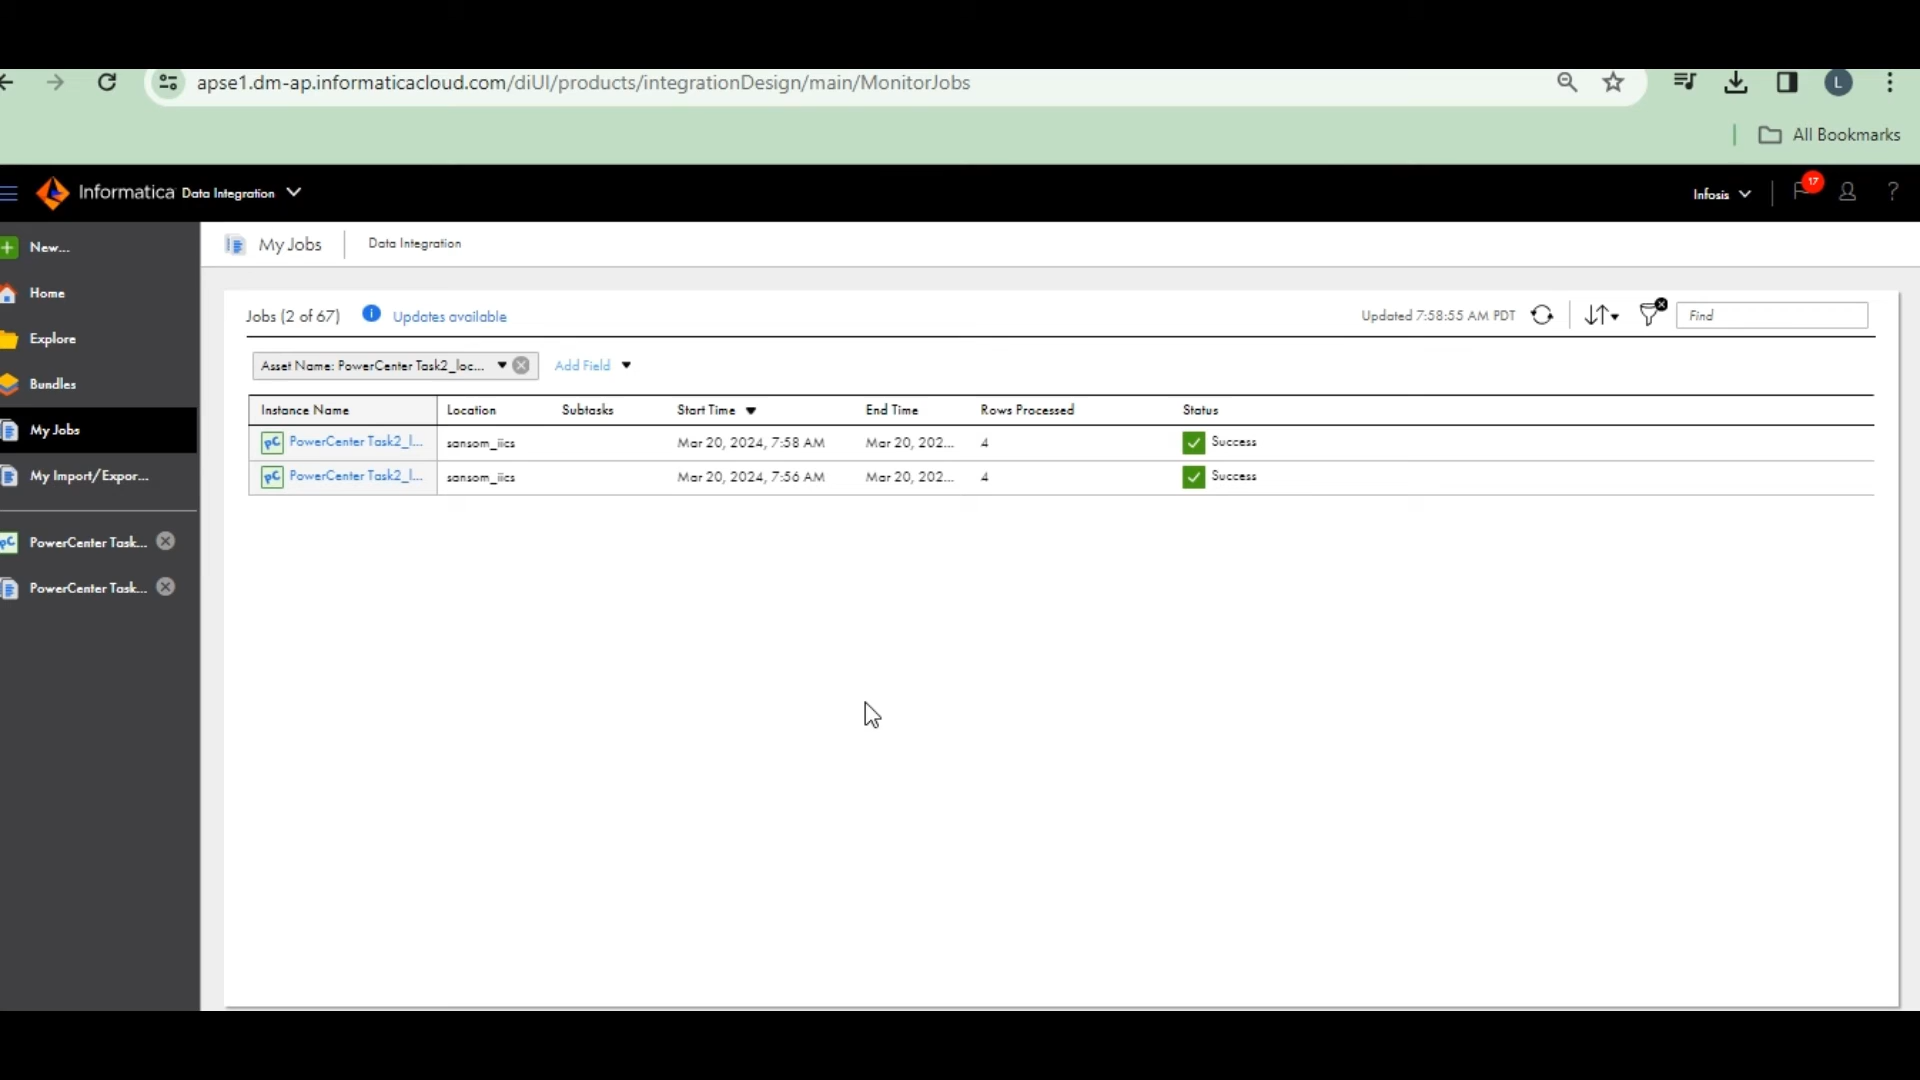 apse1.dm-ap.informaticacloud.com/diUI/products/integrationDesign/main/MonitorJobs
L
All Bookmarks
Informatica Data Integration
Infosis
17
?
New...
Home
Explore
Bundles
My Jobs
My Import/Expor...
PowerCenter Task...
PowerCenter Task...
My Jobs Data Integration
Jobs (2 of 67) i Updates available Updated 7:58:55 AM PDT Find
Asset Name: PowerCenter Task2_loc... Add Field
Instance Name Location Subtasks Start Time End Time Rows Processed Status
pC PowerCenter Task2_l... sansom_iics Mar 20, 2024, 7:58 AM Mar 20, 202... 4 Success
pC PowerCenter Task2_l... sansom_iics Mar 20, 2024, 7:56 AM Mar 20, 202... 4 Success